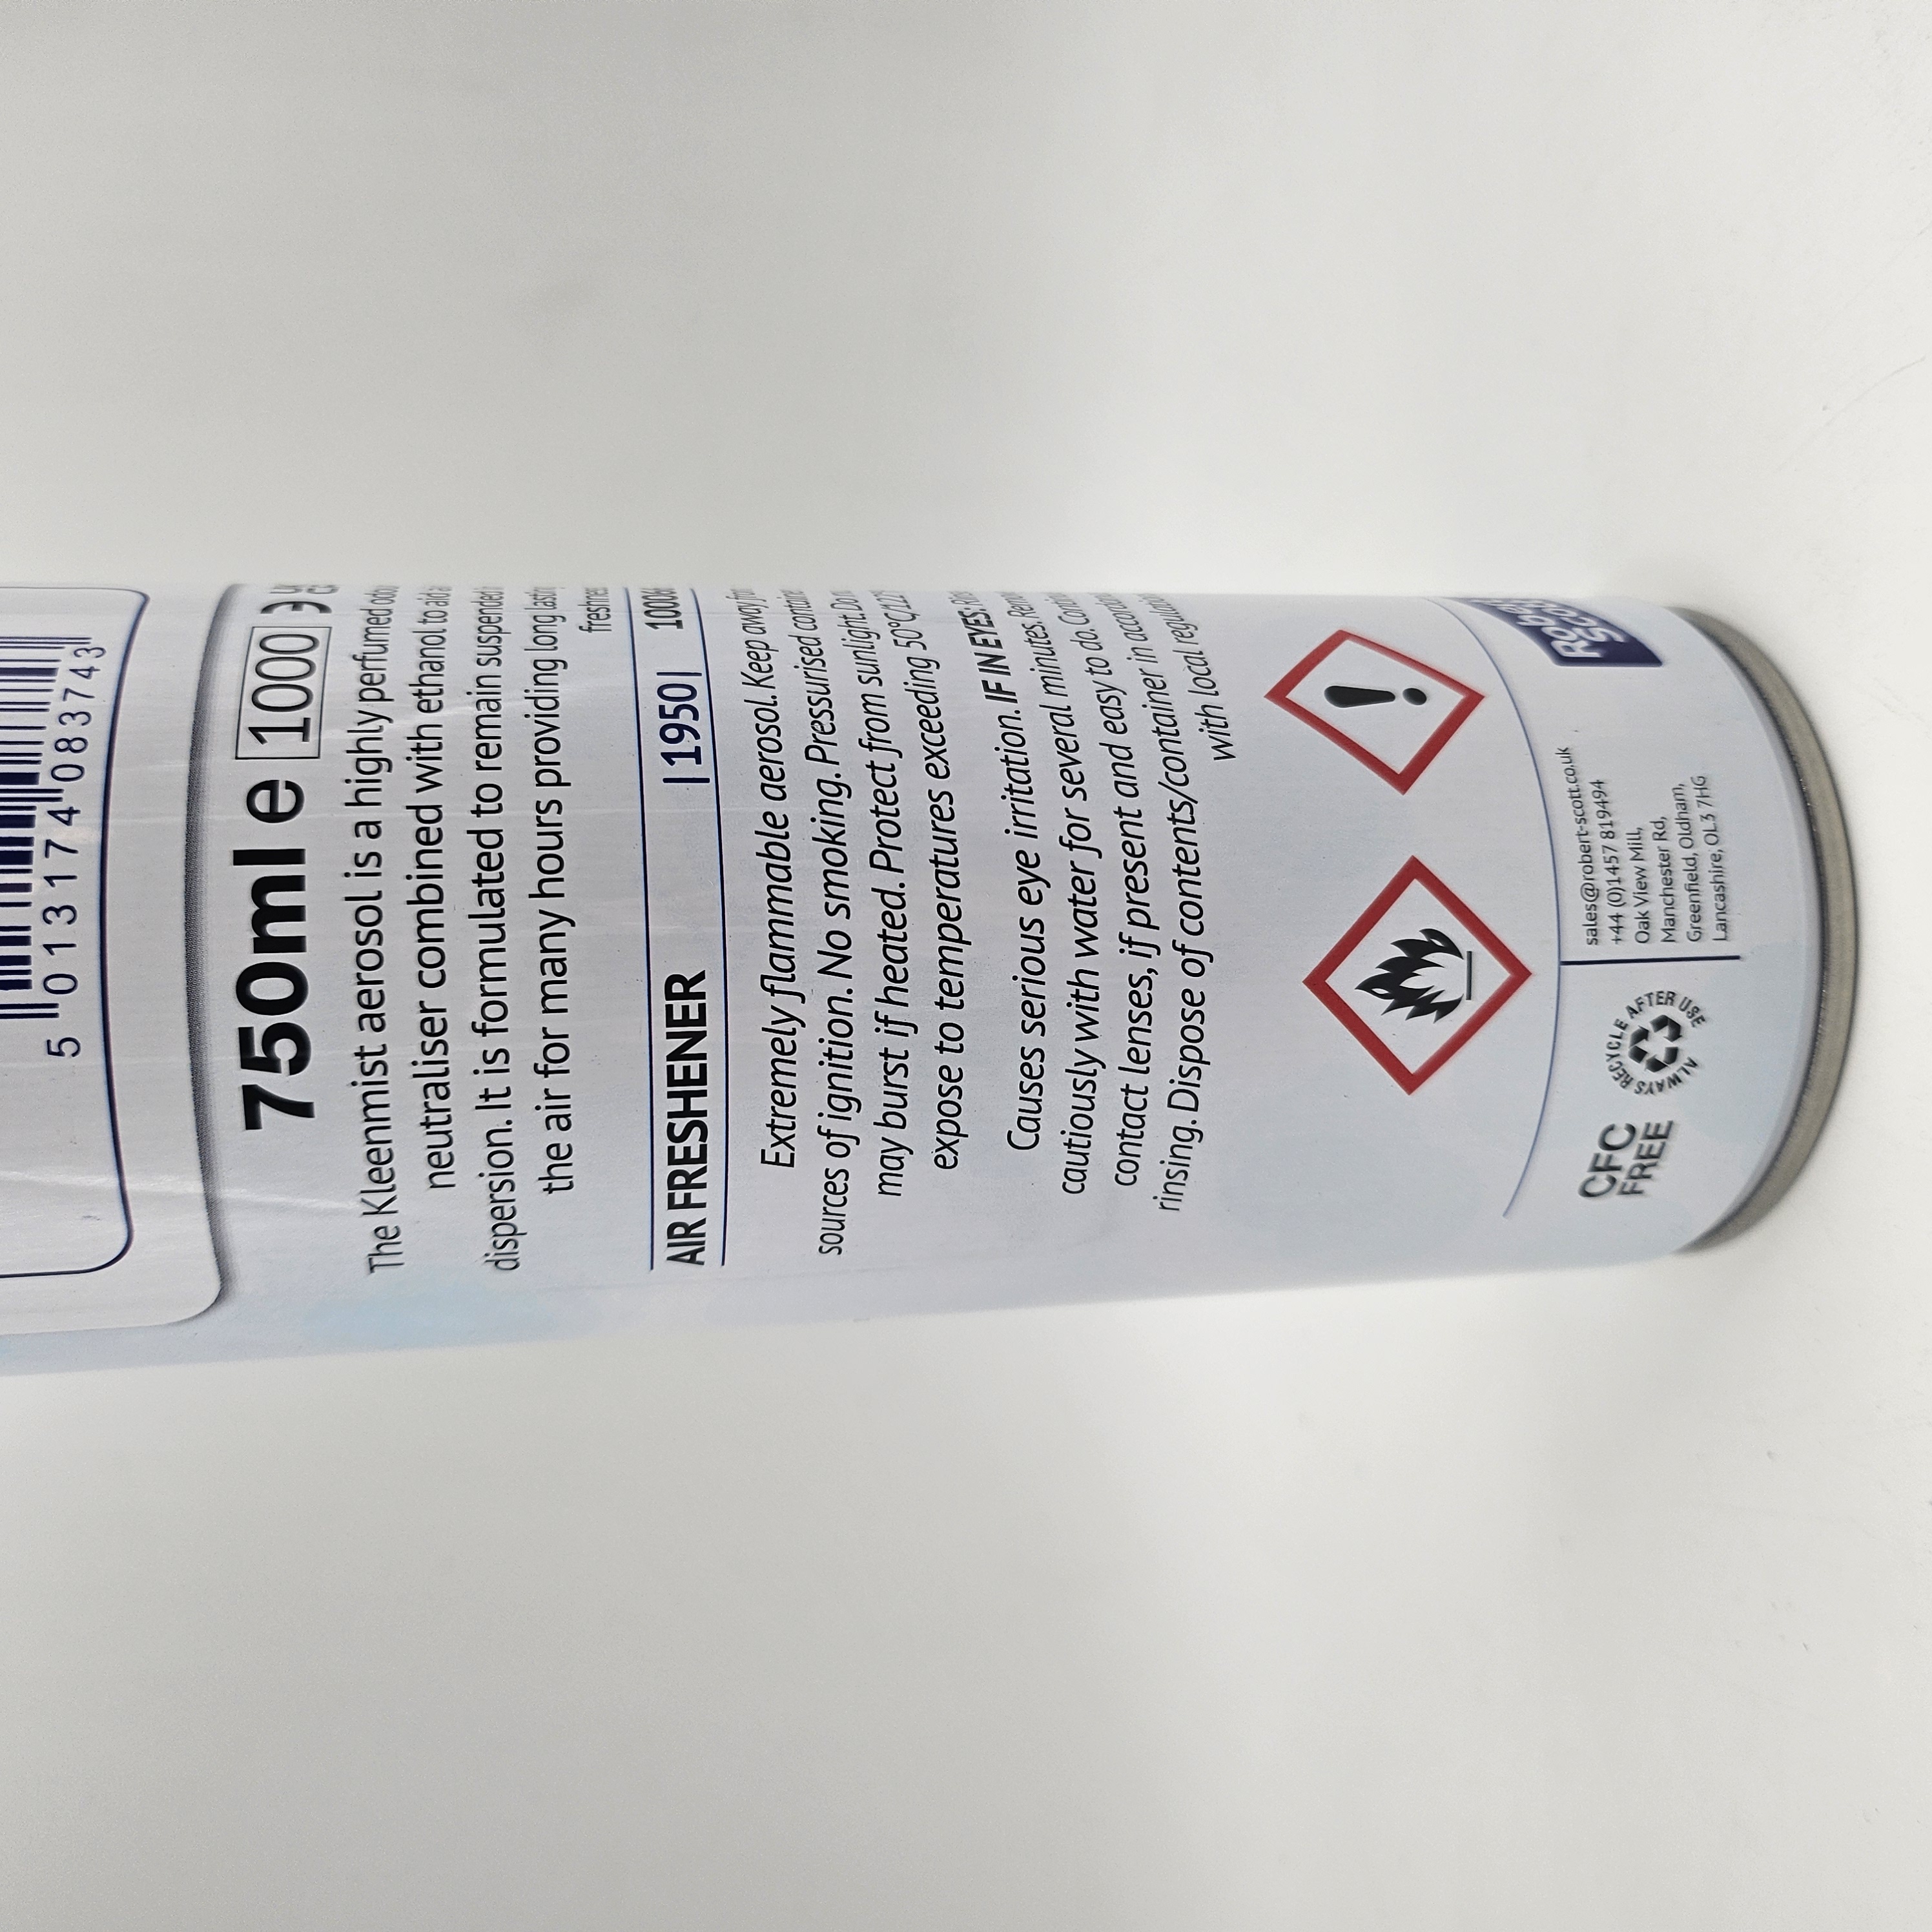 5 013174 083743
750ml e 1000
The Kleenmist aerosol is a highly perfumed
neutraliser combined with ethanol to aid
dispersion. It is formulated to remain suspended
the air for many hours providing long
AIR FRESHENER |1950|
Extremely flammable aerosol. Keep away
sources of ignition. No smoking. Pressurised
may burst if heated. Protect from sunlight. Do
expose to temperatures exceeding 50°C/
Causes serious eye irritation. IF IN EYES:
cautiously with water for several minutes.
contact lenses, if present and easy to do.
rinsing. Dispose of contents/container in
with local
CFC
FREE
ALWAYS RECYCLE AFTER USE
sales@robert-scott.co.uk
+44 (0)1457 819494
Oak View Mill,
Manchester Rd,
Greenfield, Oldham,
Lancashire, OL3 7HG